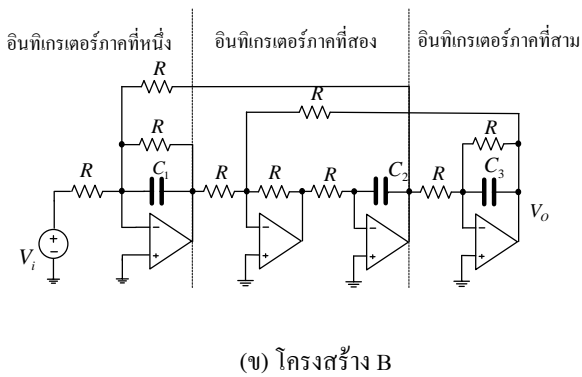 อินทิเกรเตอร์ภาคที่หนึ่ง อินทิเกรเตอร์ภาคที่สอง อินทิเกรเตอร์ภาคที่สาม
R
R
R R
R C₁ R R R C₂ R C₃
Vᵢ + − − + − + − + − + V_O
(ข) โครงสร้าง B